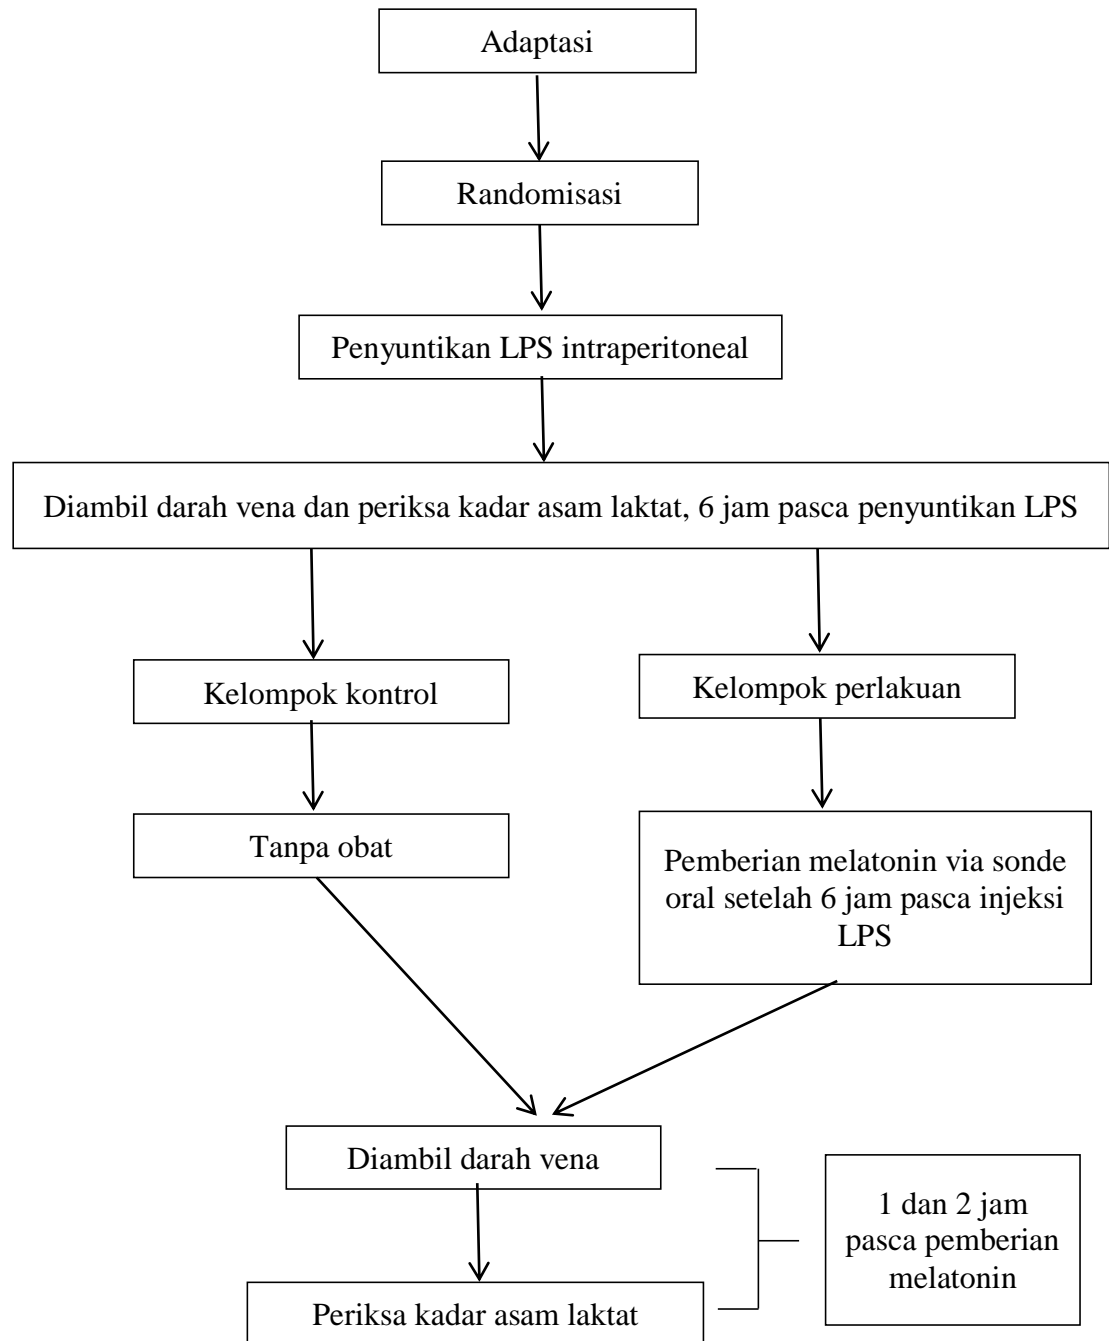 Adaptasi
Randomisasi
Penyuntikan LPS intraperitoneal
Diambil darah vena dan periksa kadar asam laktat, 6 jam pasca penyuntikan LPS
Kelompok kontrol
Kelompok perlakuan
Tanpa obat
Pemberian melatonin via sonde
oral setelah 6 jam pasca injeksi
LPS
Diambil darah vena
1 dan 2 jam
pasca pemberian
melatonin
Periksa kadar asam laktat